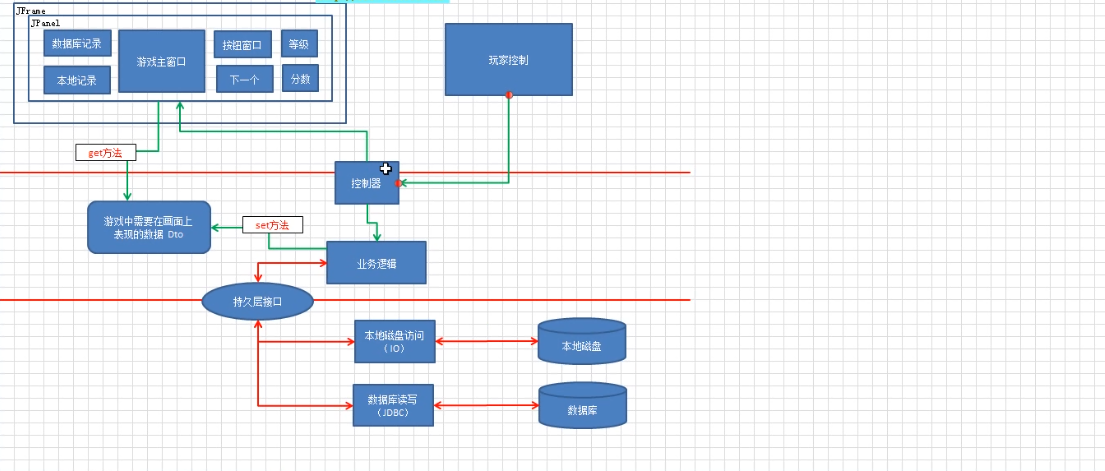 JFrame
JPanel
数据库记录
游戏主窗口
按钮窗口
等级
本地记录
下一个
分数
玩家控制
get方法
控制器
游戏中需要在画面上
表现的数据 Dto
set方法
业务逻辑
持久层接口
本地磁盘访问
（IO）
本地磁盘
数据库读写
（JDBC）
数据库